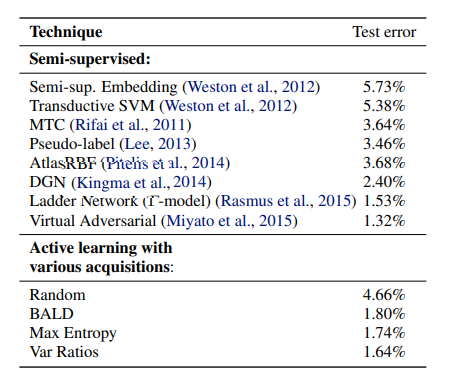 Technique Test error
Semi-supervised:
Semi-sup. Embedding (Weston et al., 2012) 5.73%
Transductive SVM (Weston et al., 2012) 5.38%
MTC (Rifai et al., 2011) 3.64%
Pseudo-label (Lee, 2013) 3.46%
AtlasRBF (Pitelis et al., 2014) 3.68%
DGN (Kingma et al., 2014) 2.40%
Ladder Network (Γ-model) (Rasmus et al., 2015) 1.53%
Virtual Adversarial (Miyato et al., 2015) 1.32%
Active learning with
various acquisitions:
Random 4.66%
BALD 1.80%
Max Entropy 1.74%
Var Ratios 1.64%